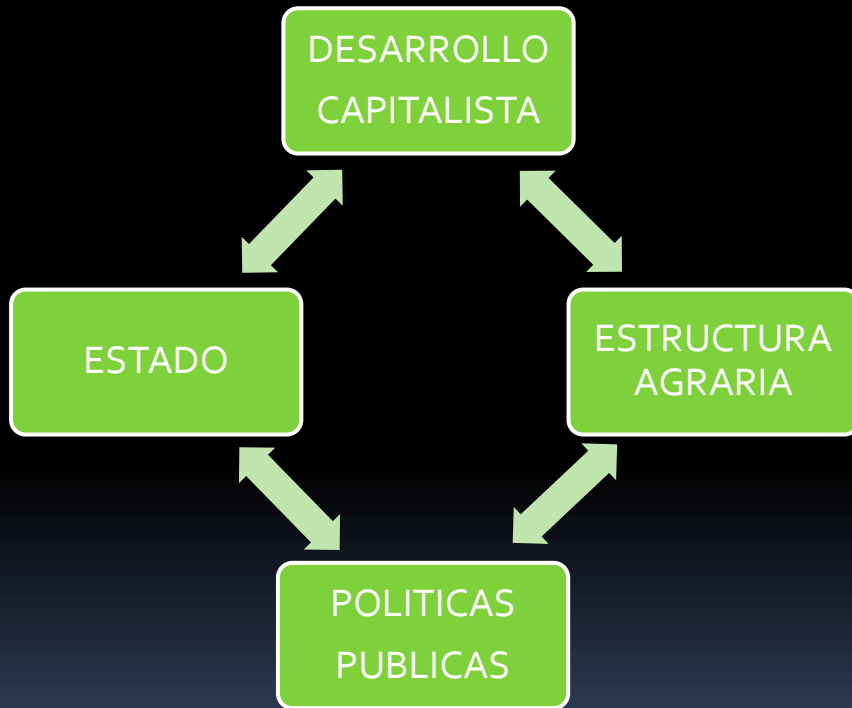 DESARROLLO
CAPITALISTA
ESTADO
ESTRUCTURA
AGRARIA
POLITICAS
PUBLICAS